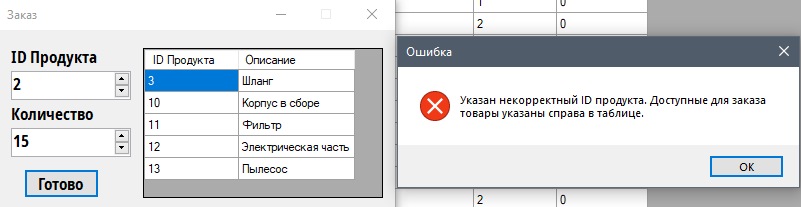 Заказ
ID Продукта
2
Количество
15
Готово
ID Продукта Описание
3 Шланг
10 Корпус в сборе
11 Фильтр
12 Электрическая часть
13 Пылесос
1 0
2 0
Ошибка
Указан некорректный ID продукта. Доступные для заказа
товары указаны справа в таблице.
OK
2 0